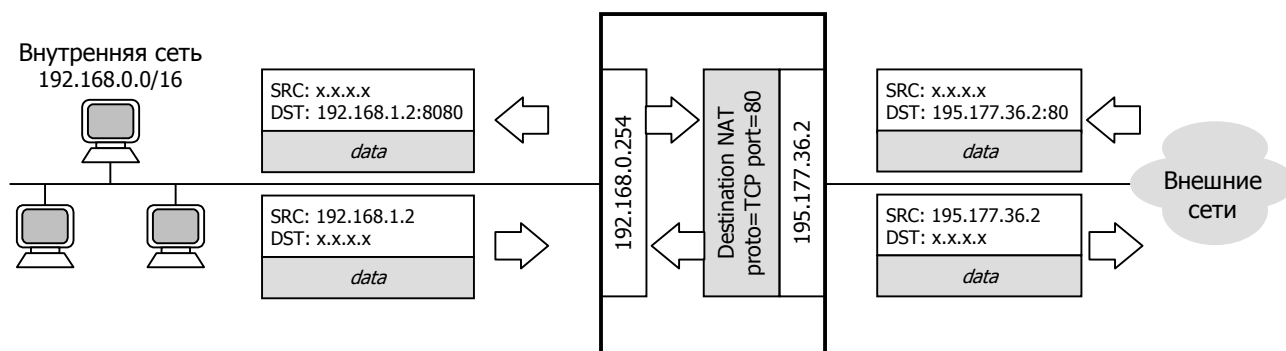 Внутренняя сеть
192.168.0.0/16
SRC: x.x.x.x
DST: 192.168.1.2:8080
data
SRC: 192.168.1.2
DST: x.x.x.x
data
192.168.0.254
Destination NAT
proto=TCP port=80
195.177.36.2
SRC: x.x.x.x
DST: 195.177.36.2:80
data
SRC: 195.177.36.2
DST: x.x.x.x
data
Внешние
сети